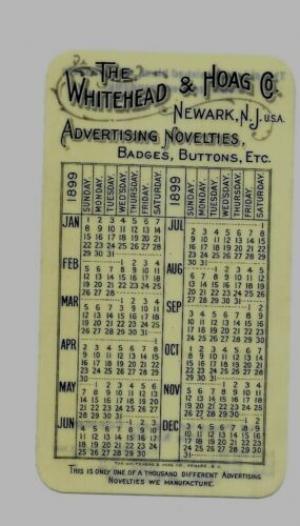 THE
WHITEHEAD & HOAG CO.
NEWARK, N.J. U.S.A.
ADVERTISING NOVELTIES,
BADGES, BUTTONS, ETC.
1899 SUNDAY. MONDAY. TUESDAY. WED'SDAY. THURSDAY. FRIDAY. SATURDAY.
JAN 1 2 3 4 5 6 7
8 9 10 11 12 13 14
15 16 17 18 19 20 21
22 23 24 25 26 27 28
29 30 31
FEB 1 2 3 4
5 6 7 8 9 10 11
12 13 14 15 16 17 18
19 20 21 22 23 24 25
26 27 28
MAR 1 2 3 4
5 6 7 8 9 10 11
12 13 14 15 16 17 18
19 20 21 22 23 24 25
26 27 28 29 30 31
APR 1
2 3 4 5 6 7 8
9 10 11 12 13 14 15
16 17 18 19 20 21 22
23 24 25 26 27 28 29
30
MAY 1 2 3 4 5 6
7 8 9 10 11 12 13
14 15 16 17 18 19 20
21 22 23 24 25 26 27
28 29 30 31
JUN 1 2 3
4 5 6 7 8 9 10
11 12 13 14 15 16 17
18 19 20 21 22 23 24
25 26 27 28 29 30
1899 SUNDAY. MONDAY. TUESDAY. WED'SDAY. THURSDAY. FRIDAY. SATURDAY.
JUL 1
2 3 4 5 6 7 8
9 10 11 12 13 14 15
16 17 18 19 20 21 22
23 24 25 26 27 28 29
30 31
AUG 1 2 3 4 5
6 7 8 9 10 11 12
13 14 15 16 17 18 19
20 21 22 23 24 25 26
27 28 29 30 31
SEP 1 2
3 4 5 6 7 8 9
10 11 12 13 14 15 16
17 18 19 20 21 22 23
24 25 26 27 28 29 30
OCT 1 2 3 4 5 6 7
8 9 10 11 12 13 14
15 16 17 18 19 20 21
22 23 24 25 26 27 28
29 30 31
NOV 1 2 3 4
5 6 7 8 9 10 11
12 13 14 15 16 17 18
19 20 21 22 23 24 25
26 27 28 29 30
DEC 1 2
3 4 5 6 7 8 9
10 11 12 13 14 15 16
17 18 19 20 21 22 23
24 25 26 27 28 29 30
31
THE WHITEHEAD & HOAG CO., NEWARK, N.J.
THIS IS ONLY ONE OF A THOUSAND DIFFERENT ADVERTISING
NOVELTIES WE MANUFACTURE.